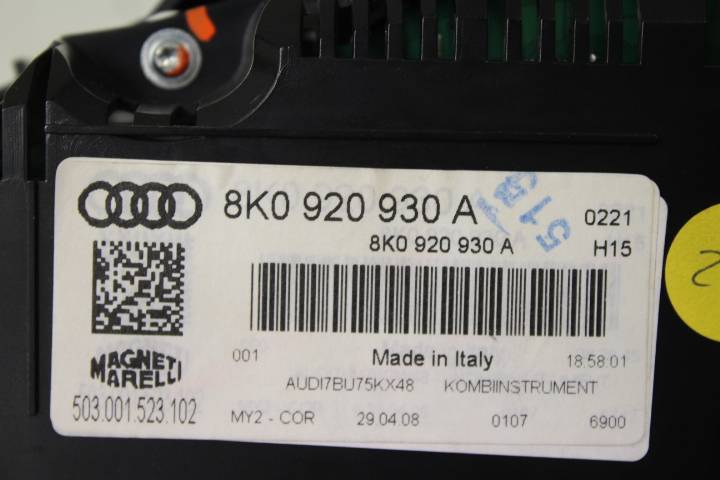 8K0 920 930 A
0221
8K0 920 930 A
H15
MAGNETI
MARELLI
503.001.523.102
001
Made in Italy
18.58.01
AUDI7BU75KX48 KOMBIINSTRUMENT
MY2 - COR 29.04.08 0107 6900
2